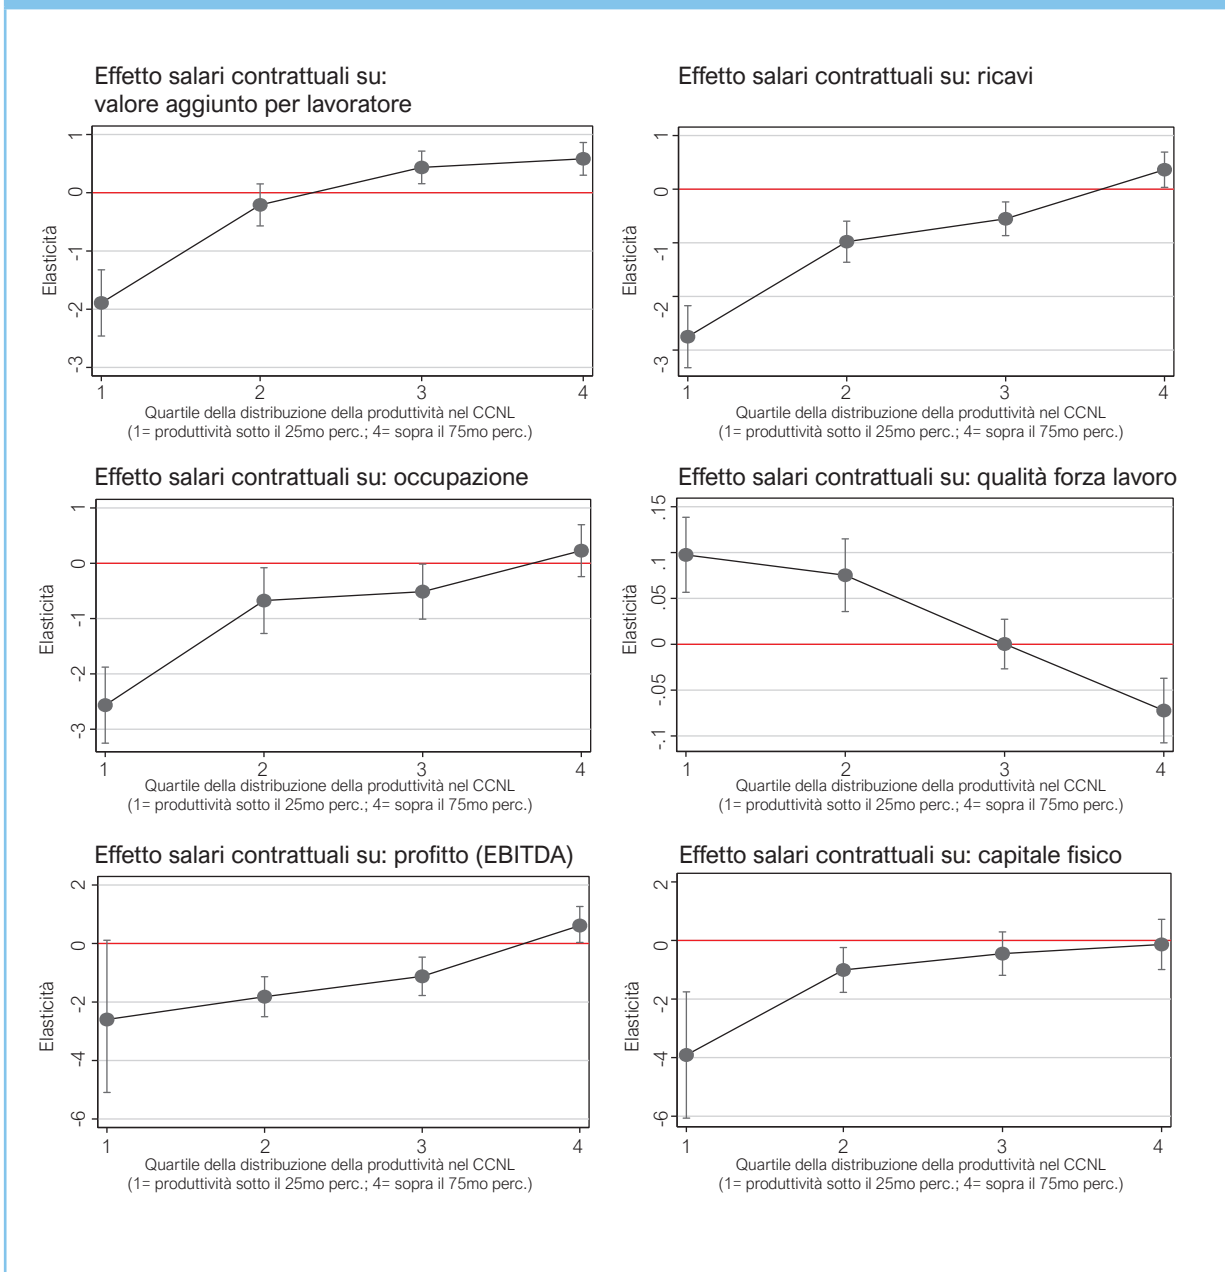 Effetto salari contrattuali su:
valore aggiunto per lavoratore
1
0
-1
-2
-3
Elasticità
1 2 3 4
Quartile della distribuzione della produttività nel CCNL
(1= produttività sotto il 25mo perc.; 4= sopra il 75mo perc.)
Effetto salari contrattuali su: ricavi
1
0
-1
-2
-3
Elasticità
1 2 3 4
Quartile della distribuzione della produttività nel CCNL
(1= produttività sotto il 25mo perc.; 4= sopra il 75mo perc.)
Effetto salari contrattuali su: occupazione
1
0
-1
-2
-3
Elasticità
1 2 3 4
Quartile della distribuzione della produttività nel CCNL
(1= produttività sotto il 25mo perc.; 4= sopra il 75mo perc.)
Effetto salari contrattuali su: qualità forza lavoro
.15
.1
.05
0
-.05
-.1
Elasticità
1 2 3 4
Quartile della distribuzione della produttività nel CCNL
(1= produttività sotto il 25mo perc.; 4= sopra il 75mo perc.)
Effetto salari contrattuali su: profitto (EBITDA)
2
0
-2
-4
-6
Elasticità
1 2 3 4
Quartile della distribuzione della produttività nel CCNL
(1= produttività sotto il 25mo perc.; 4= sopra il 75mo perc.)
Effetto salari contrattuali su: capitale fisico
2
0
-2
-4
-6
Elasticità
1 2 3 4
Quartile della distribuzione della produttività nel CCNL
(1= produttività sotto il 25mo perc.; 4= sopra il 75mo perc.)